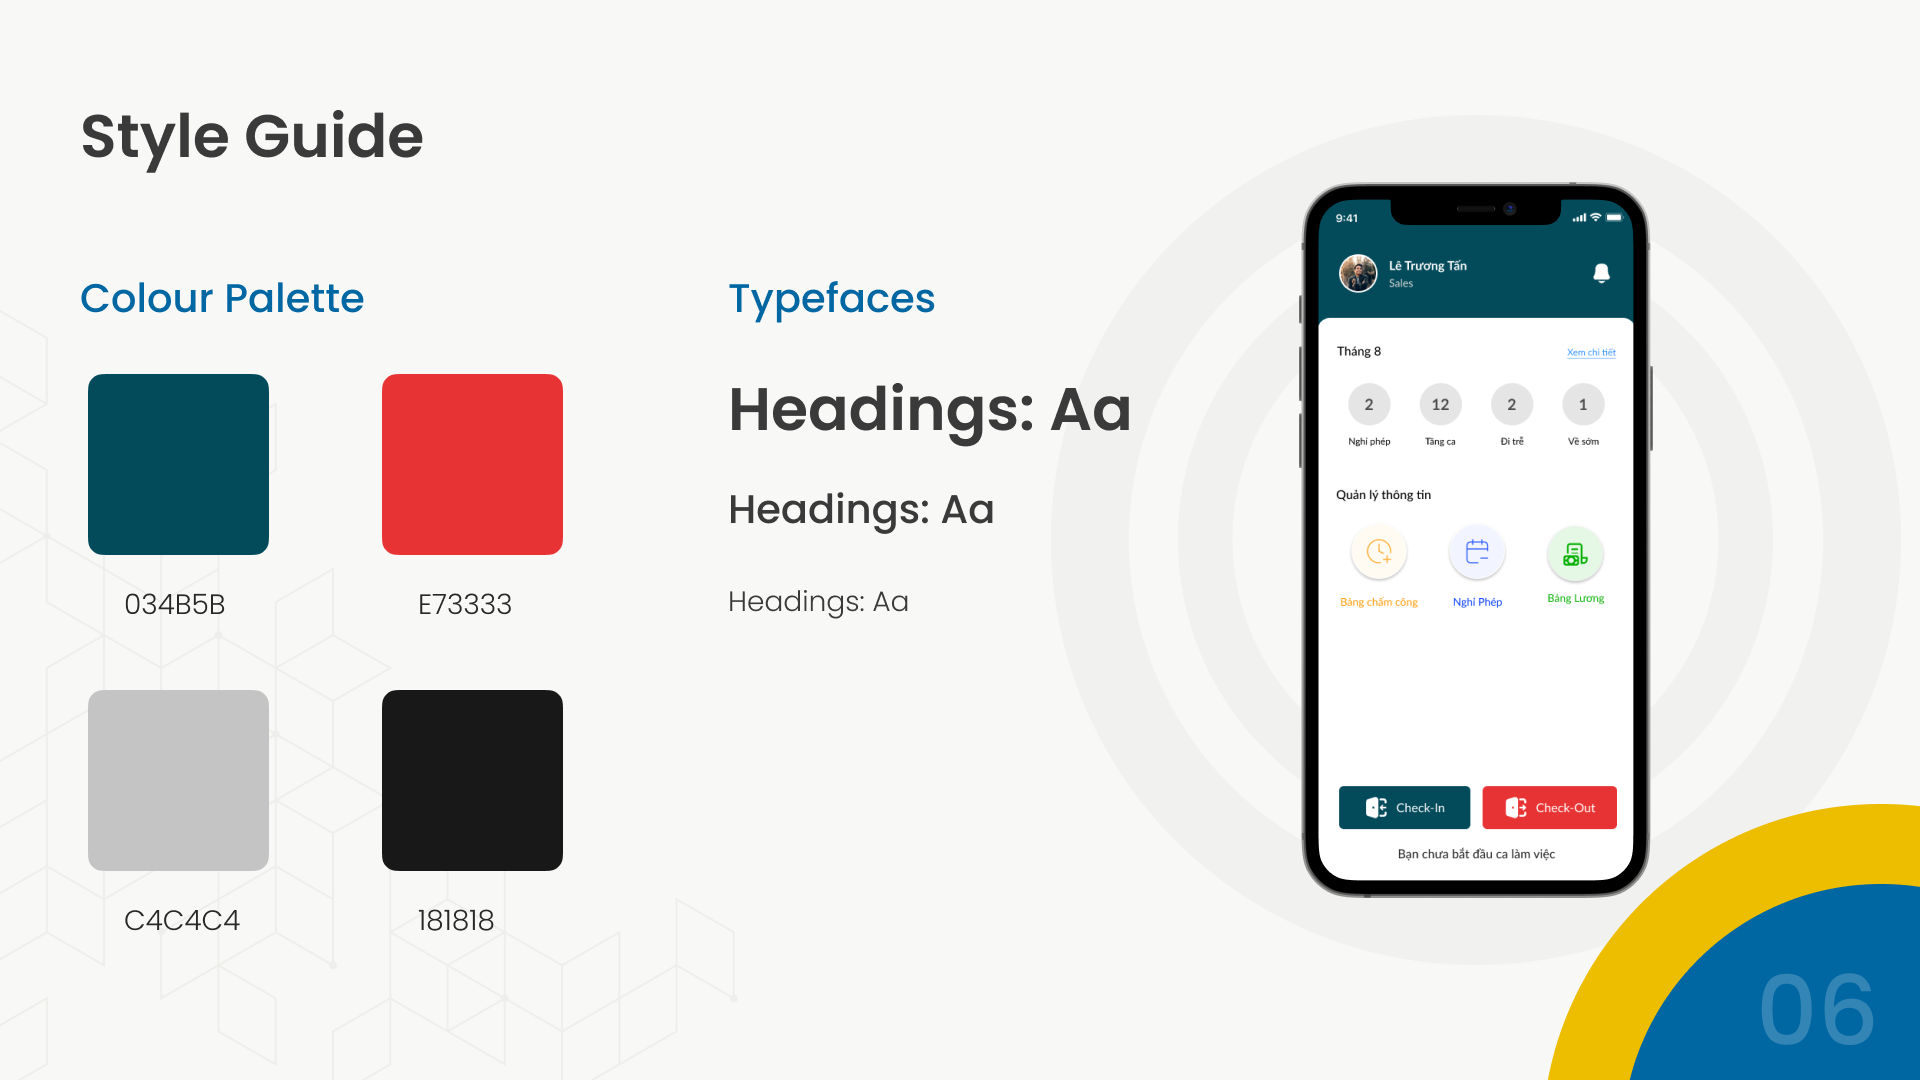 Style Guide
Colour Palette
034B5B
E73333
C4C4C4
181818
Typefaces
Headings: Aa
Headings: Aa
Headings: Aa
9:41
Lê Trương Tấn
Sales
Tháng 8
Xem chi tiết
2
12
2
1
Nghỉ phép
Tăng ca
Đi trễ
Về sớm
Quản lý thông tin
Bảng chấm công
Nghỉ Phép
Bảng Lương
Check-In
Check-Out
Bạn chưa bắt đầu ca làm việc
06